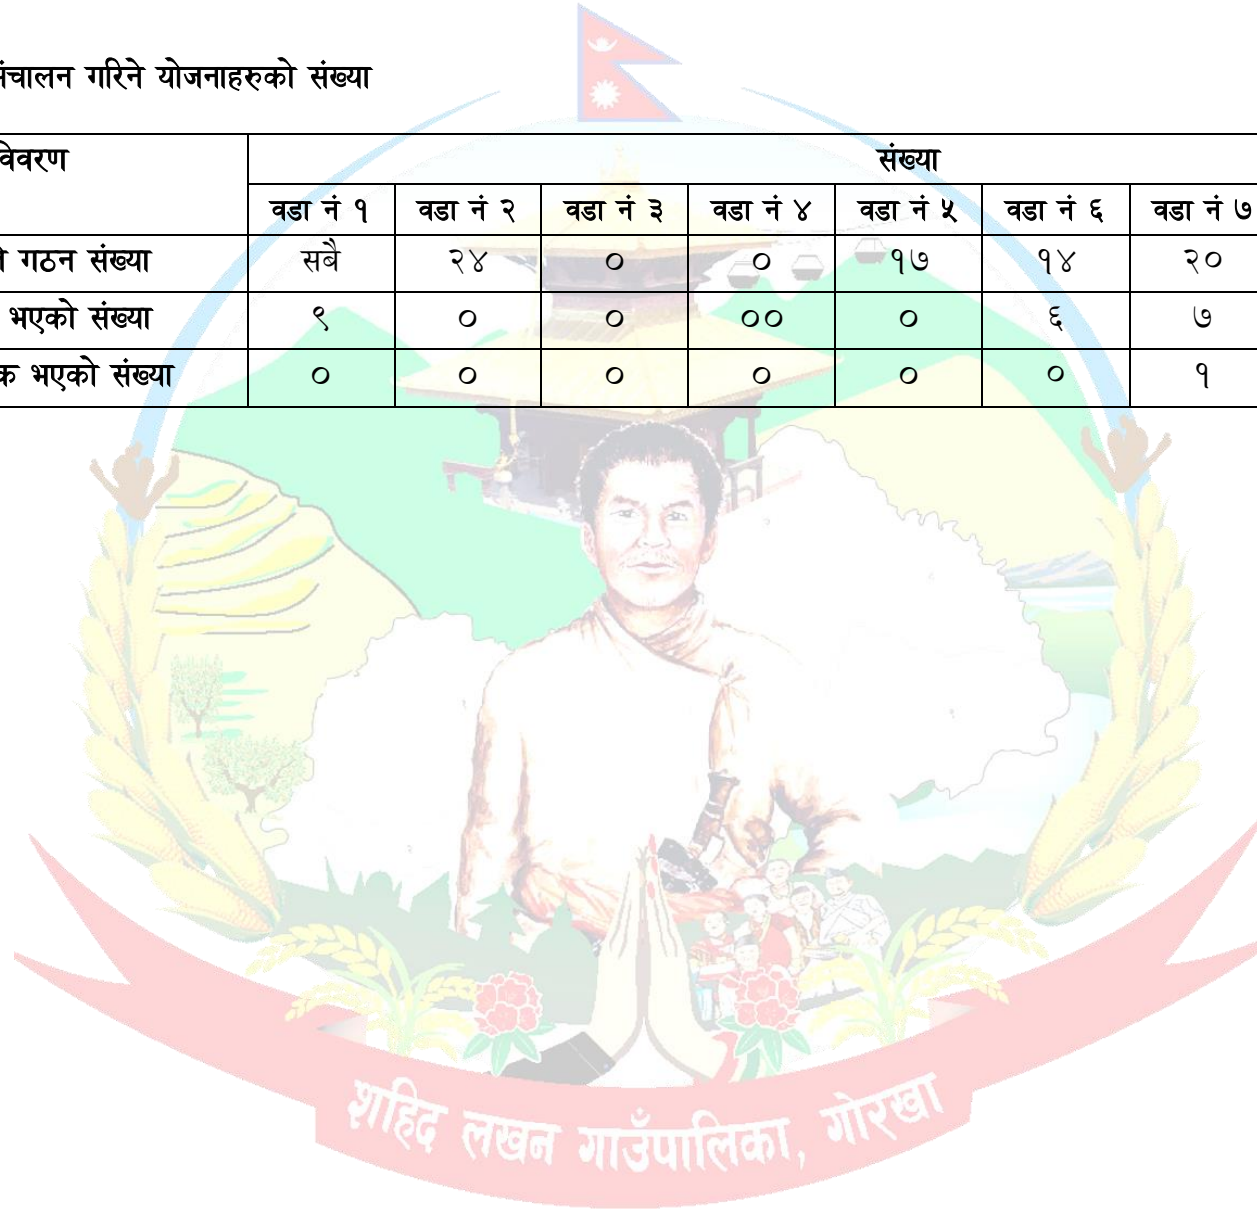 संचालन गरिने योजनाहरुको संख्या
विवरण संख्या
वडा नं १ वडा नं २ वडा नं ३ वडा नं ४ वडा नं ५ वडा नं ६ वडा नं ७
गठन संख्या सबै २४ ० ० १७ १४ २०
भएको संख्या ९ ० ० ०० ० ६ ७
भएको संख्या ० ० ० ० ० ० १
शहिद लखन गाउँपालिका, गोरखा